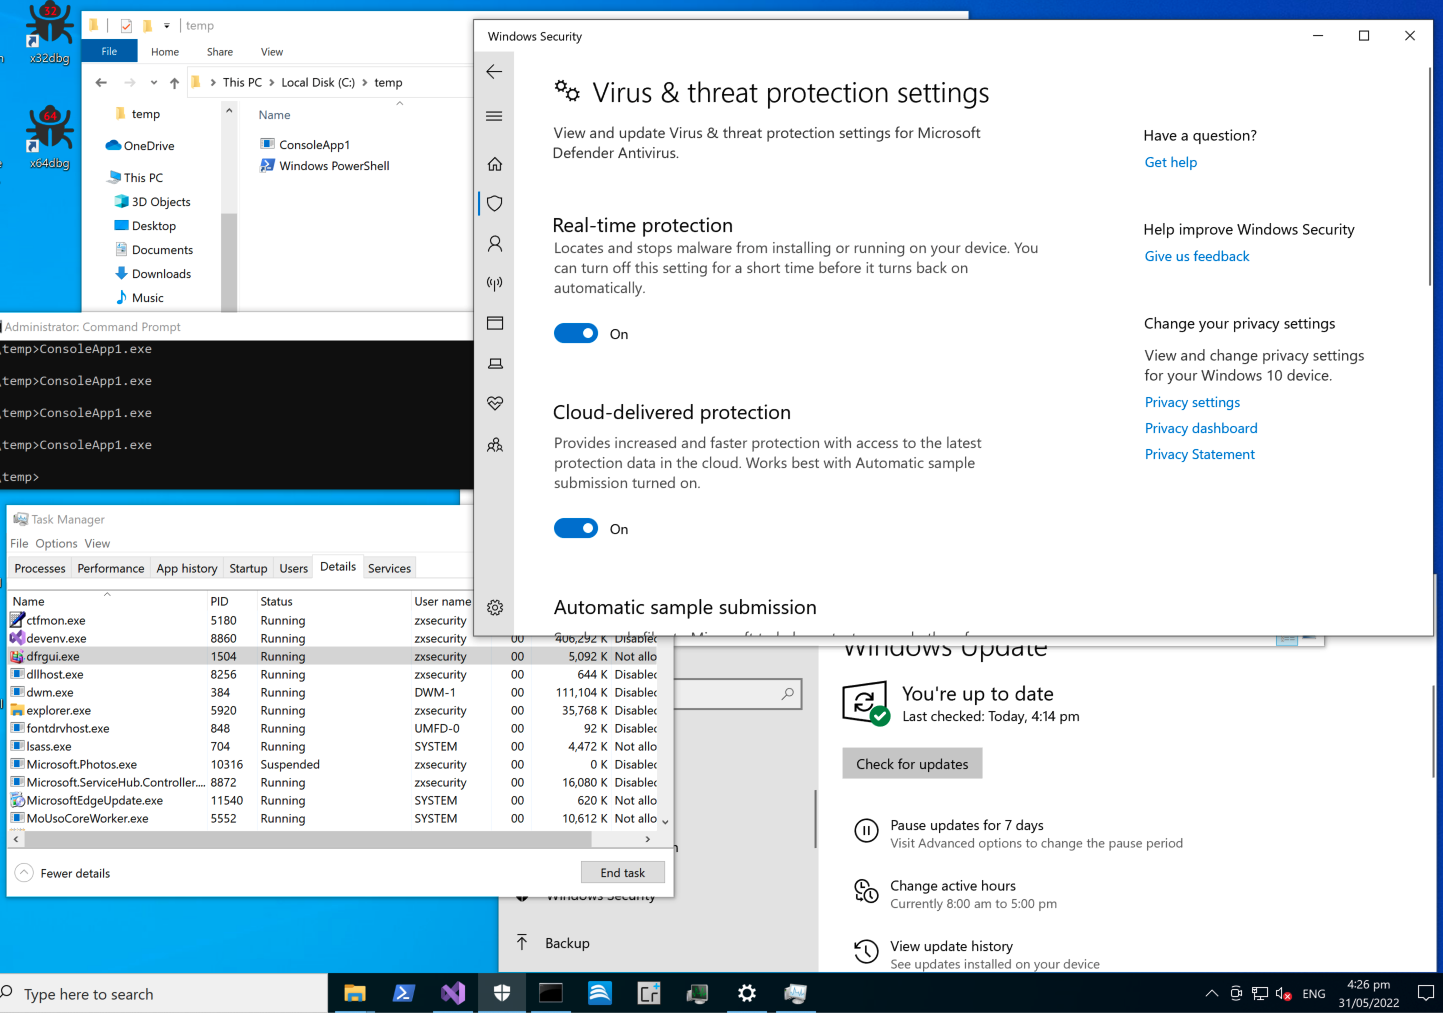 32
x32dbg
64
x64dbg
temp
File
Home
Share
View
This PC
Local Disk (C:)
temp
temp
OneDrive
This PC
3D Objects
Desktop
Documents
Downloads
Music
Name
ConsoleApp1
Windows PowerShell
Administrator: Command Prompt
temp>ConsoleApp1.exe
temp>ConsoleApp1.exe
temp>ConsoleApp1.exe
temp>ConsoleApp1.exe
temp>
Windows Security
Virus & threat protection settings
View and update Virus & threat protection settings for Microsoft
Defender Antivirus.
Real-time protection
Locates and stops malware from installing or running on your device. You
can turn off this setting for a short time before it turns back on
automatically.
On
Cloud-delivered protection
Provides increased and faster protection with access to the latest
protection data in the cloud. Works best with Automatic sample
submission turned on.
On
Automatic sample submission
Have a question?
Get help
Help improve Windows Security
Give us feedback
Change your privacy settings
View and change privacy settings
for your Windows 10 device.
Privacy settings
Privacy dashboard
Privacy Statement
Task Manager
File Options View
Processes Performance App history Startup Users Details Services
Name PID Status User name
ctfmon.exe 5180 Running zxsecurity
devenv.exe 8860 Running zxsecurity 00 406,292 K Disabled
dfrgui.exe 1504 Running zxsecurity 00 5,092 K Not allo
dllhost.exe 8256 Running zxsecurity 00 644 K Disabled
dwm.exe 384 Running DWM-1 00 111,104 K Disabled
explorer.exe 5920 Running zxsecurity 00 35,768 K Disabled
fontdrvhost.exe 848 Running UMFD-0 00 92 K Disabled
lsass.exe 704 Running SYSTEM 00 4,472 K Not allo
Microsoft.Photos.exe 10316 Suspended zxsecurity 00 0 K Disabled
Microsoft.ServiceHub.Controller.... 8872 Running zxsecurity 00 16,080 K Disabled
MicrosoftEdgeUpdate.exe 11540 Running SYSTEM 00 620 K Not allo
MoUsoCoreWorker.exe 5552 Running SYSTEM 00 10,612 K Not allo
Fewer details
End task
Windows Security
Backup
Windows Update
You're up to date
Last checked: Today, 4:14 pm
Check for updates
Pause updates for 7 days
Visit Advanced options to change the pause period
Change active hours
Currently 8:00 am to 5:00 pm
View update history
See updates installed on your device
Type here to search
Cr
ENG
4:26 pm
31/05/2022